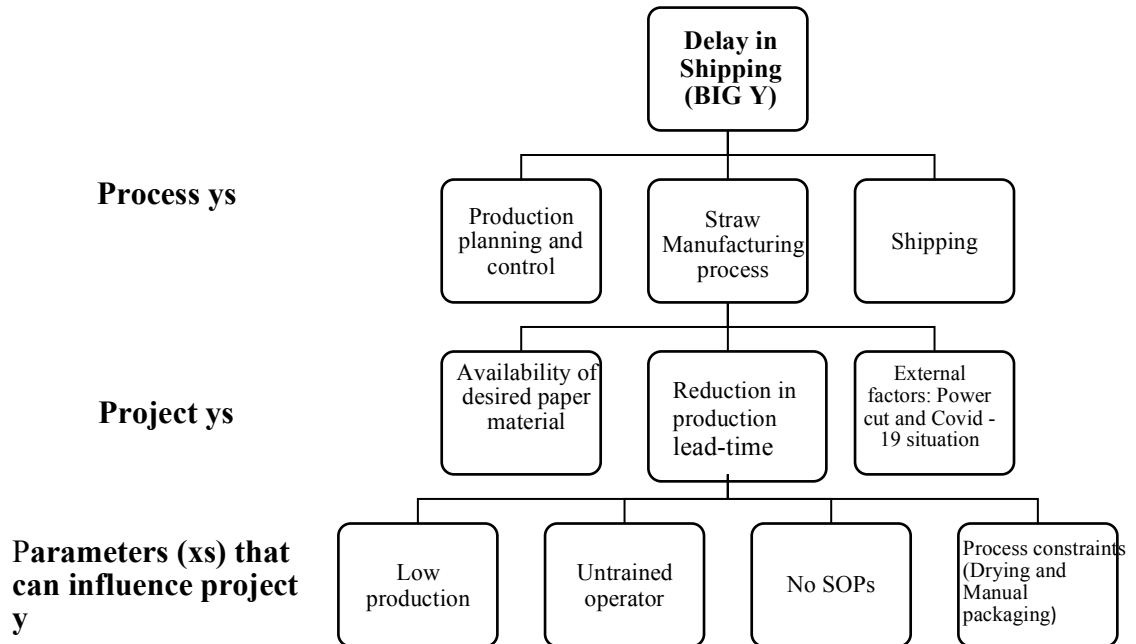 Delay in
Shipping
(BIG Y)
Process ys
Production
planning and
control
Straw
Manufacturing
process
Shipping
Project ys
Availability of
desired paper
material
Reduction in
production
lead-time
External
factors: Power
cut and Covid -
19 situation
Parameters (xs) that
can influence project
y
Low
production
Untrained
operator
No SOPs
Process constraints
(Drying and
Manual
packaging)